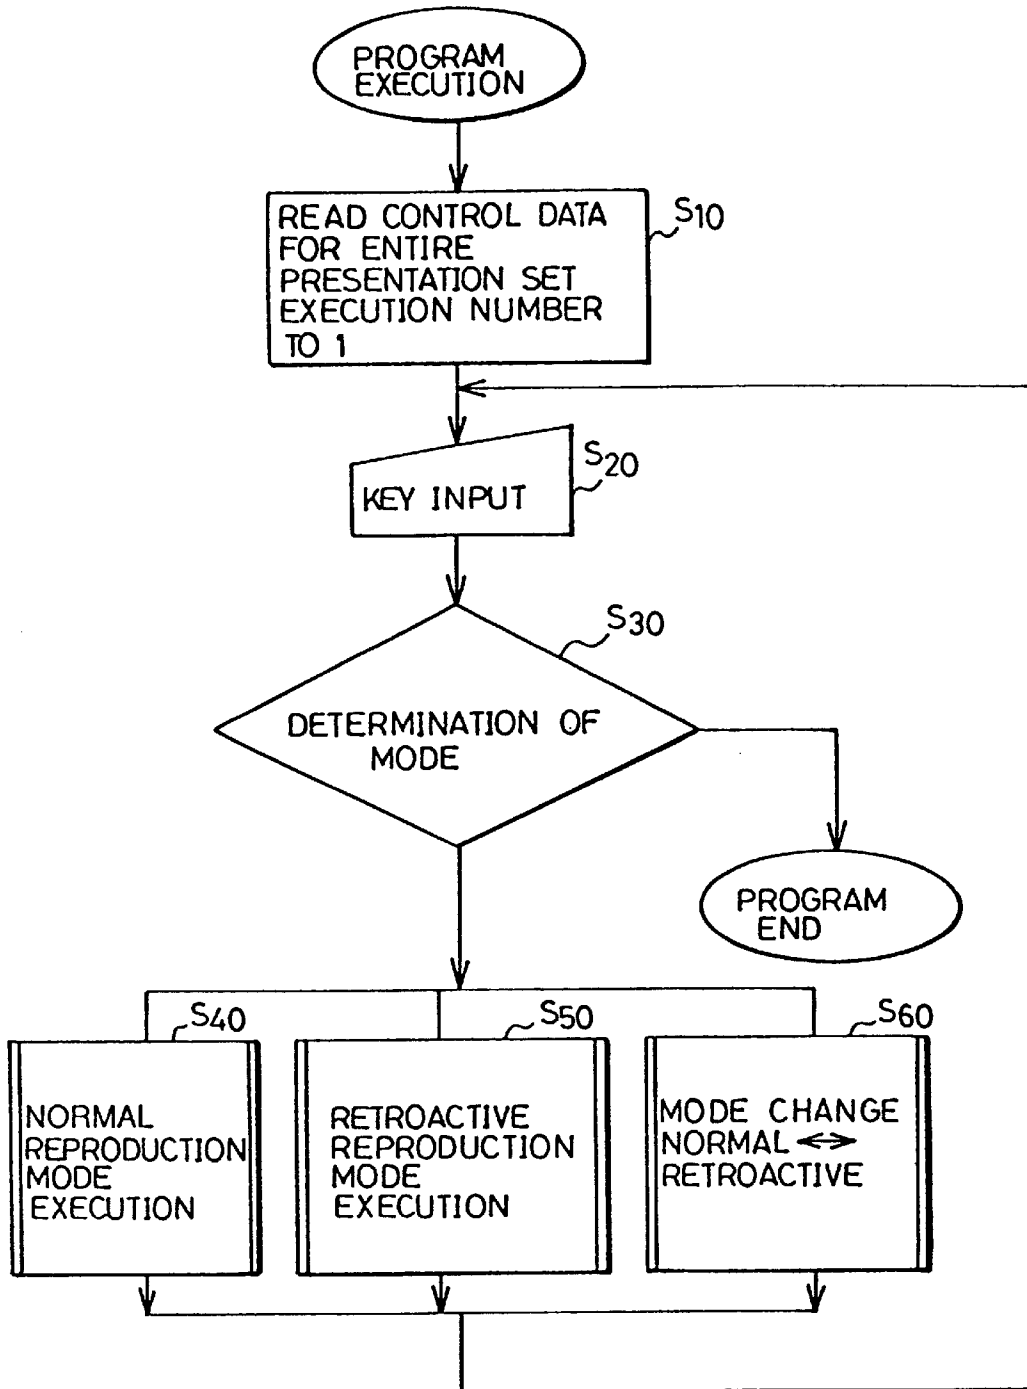 PROGRAM
EXECUTION
READ CONTROL DATA
FOR ENTIRE
PRESENTATION SET
EXECUTION NUMBER
TO 1
S10
KEY INPUT
S20
S30
DETERMINATION OF
MODE
PROGRAM
END
S40
NORMAL
REPRODUCTION
MODE
EXECUTION
S50
RETROACTIVE
REPRODUCTION
MODE
EXECUTION
S60
MODE CHANGE
NORMAL ↔
RETROACTIVE